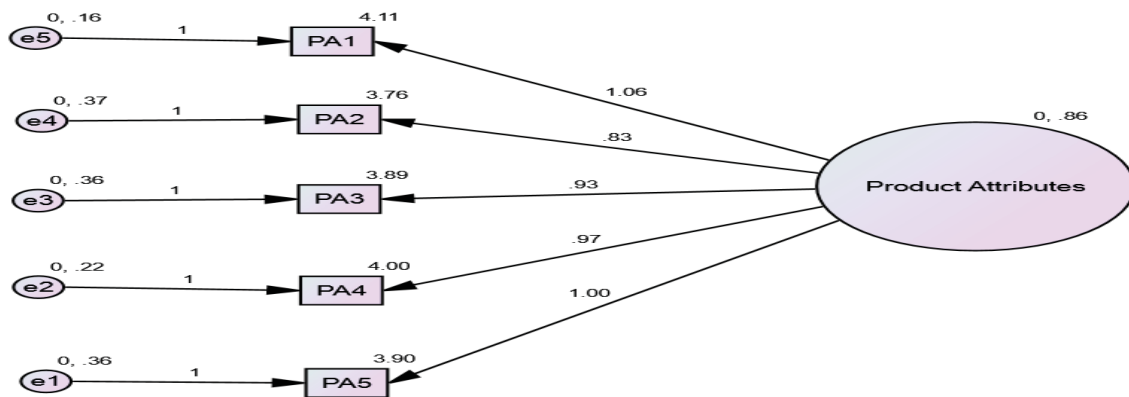 0, .16
e5
1
4.11
PA1
0, .37
e4
1
3.76
PA2
0, .36
e3
1
3.89
PA3
0, .22
e2
1
4.00
PA4
0, .36
e1
1
3.90
PA5
1.06
.83
.93
.97
1.00
0, .86
Product Attributes